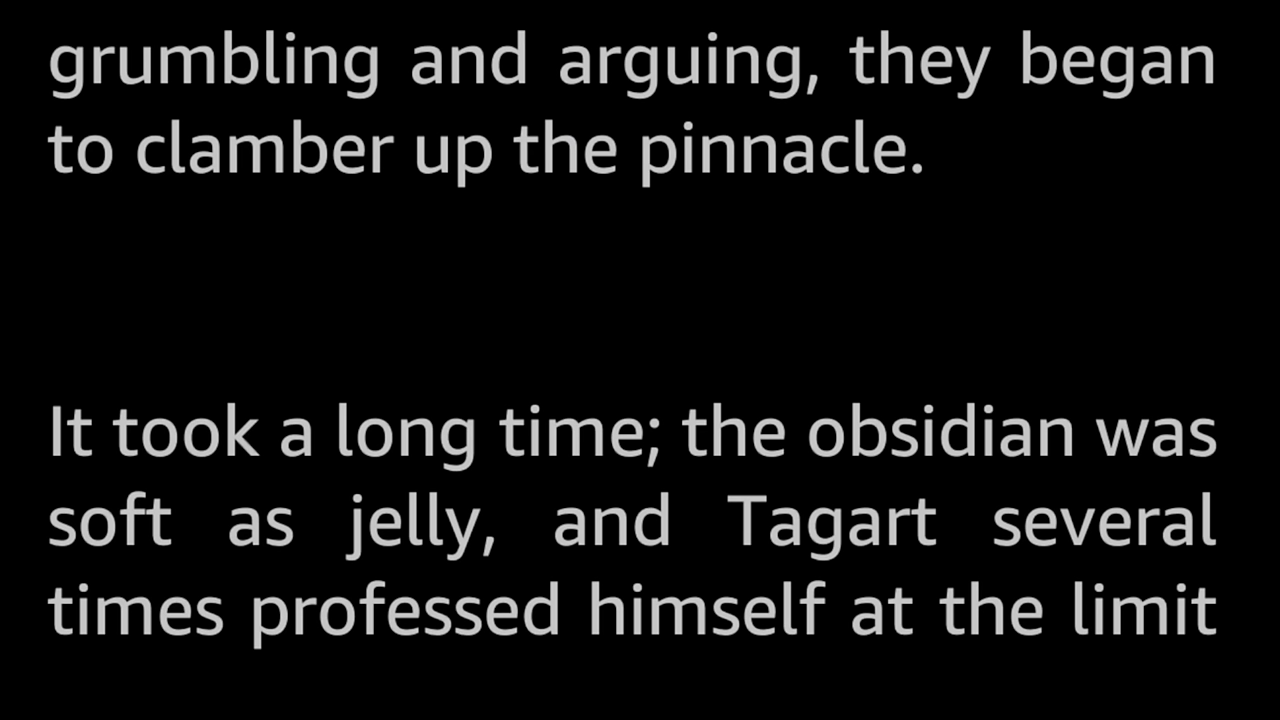 grumbling and arguing, they began
to clamber up the pinnacle.
It took a long time; the obsidian was
soft as jelly, and Tagart several
times professed himself at the limit